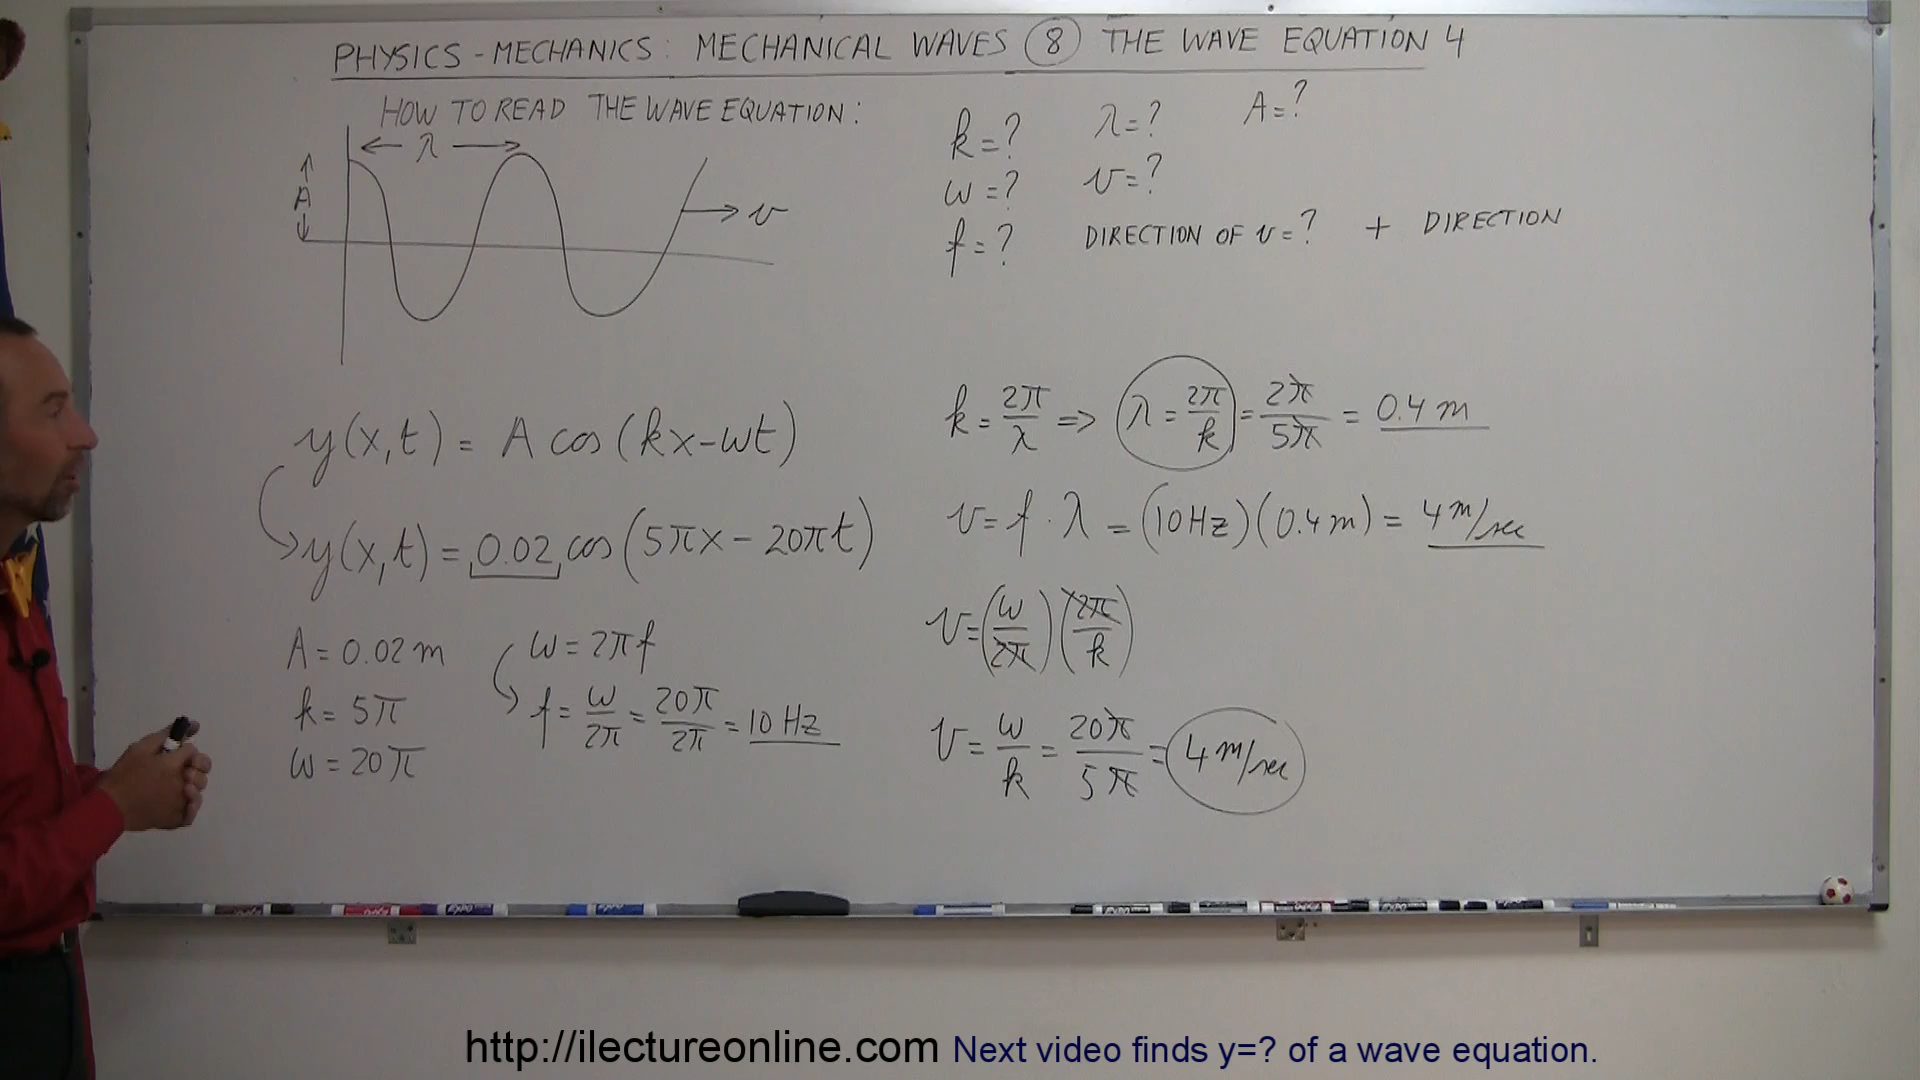 PHYSICS - MECHANICS: MECHANICAL WAVES 8 THE WAVE EQUATION 4
HOW TO READ THE WAVE EQUATION:
← λ →
A
→ v
k = ?
λ = ?
A = ?
ω = ?
v = ?
f = ?
DIRECTION OF v = ? + DIRECTION
y(x,t) = A cos(kx-ωt)
y(x,t) = 0.02 cos(5πx - 20πt)
A = 0.02 m
k = 5π
ω = 20π
ω = 2πf
f = ω/2π = 20π/2π = 10 Hz
k = 2π/λ ⇒ λ = 2π/k = 2π/5π = 0.4 m
v = f · λ = (10 Hz)(0.4 m) = 4 m/sec
v = (ω/2π)(2π/k)
v = ω/k = 20π/5π = 4 m/sec
http://ilectureonline.com Next video finds y=? of a wave equation.